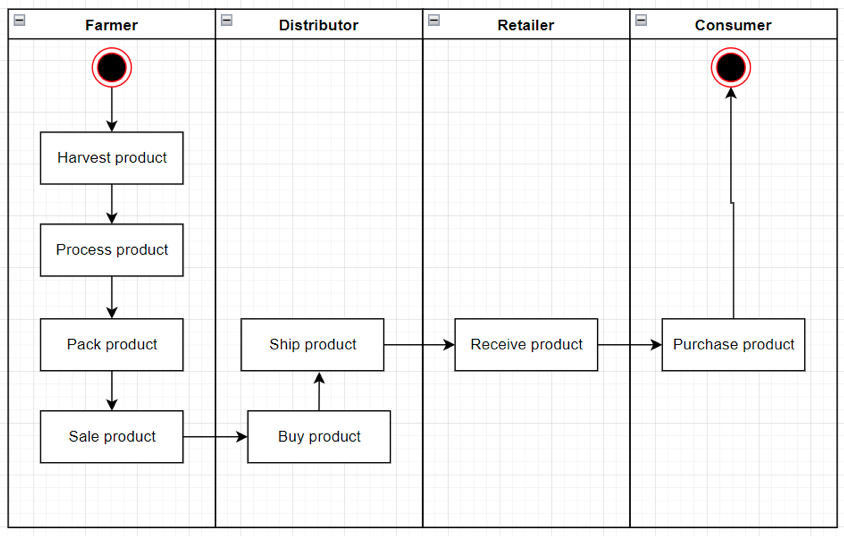 Farmer
Distributor
Retailer
Consumer
Harvest product
Process product
Pack product
Ship product
Receive product
Purchase product
Sale product
Buy product